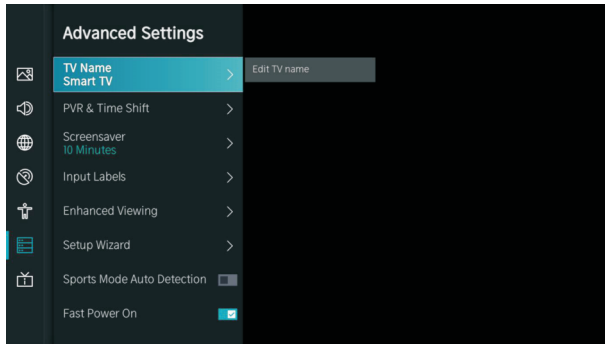 Advanced Settings
TV Name
Smart TV
Edit TV name
PVR & Time Shift
Screensaver
10 Minutes
Input Labels
Enhanced Viewing
Setup Wizard
Sports Mode Auto Detection
Fast Power On